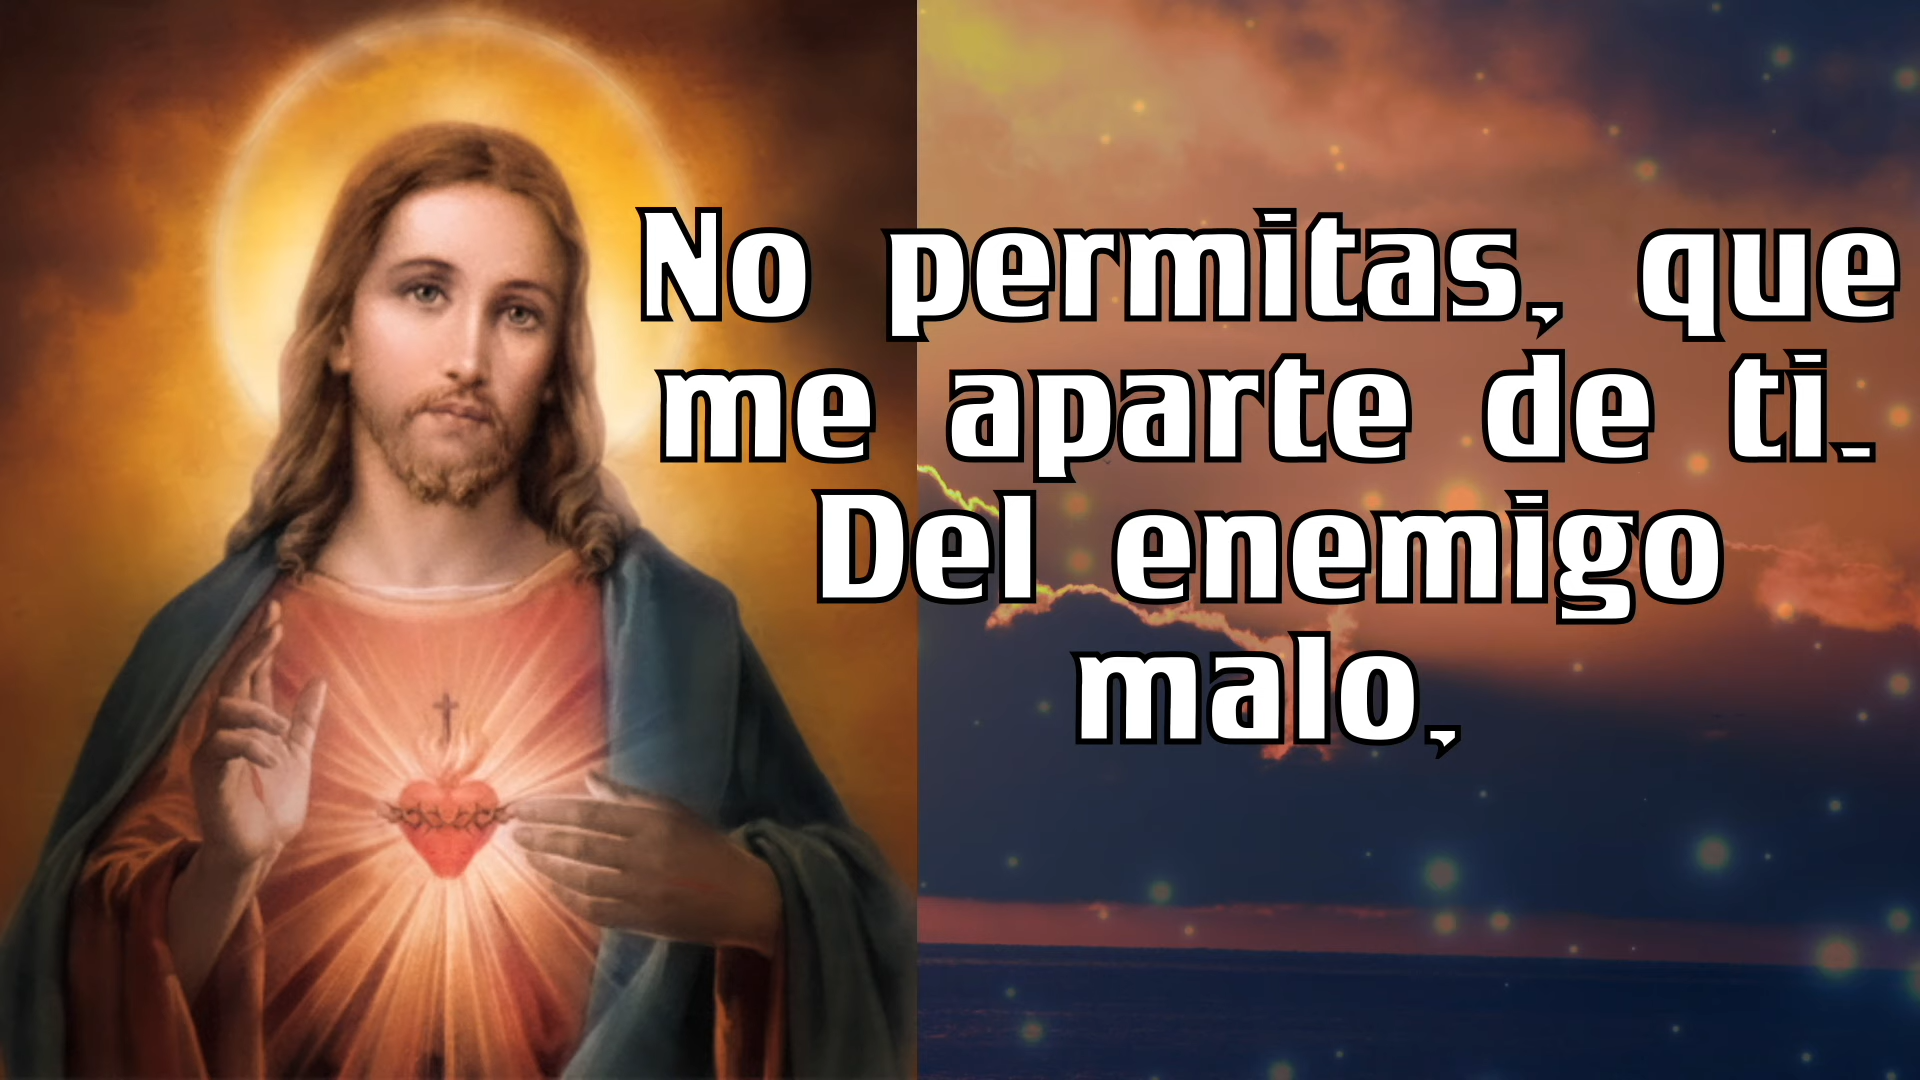 No permitas, que
me aparte de ti.
Del enemigo
malo,